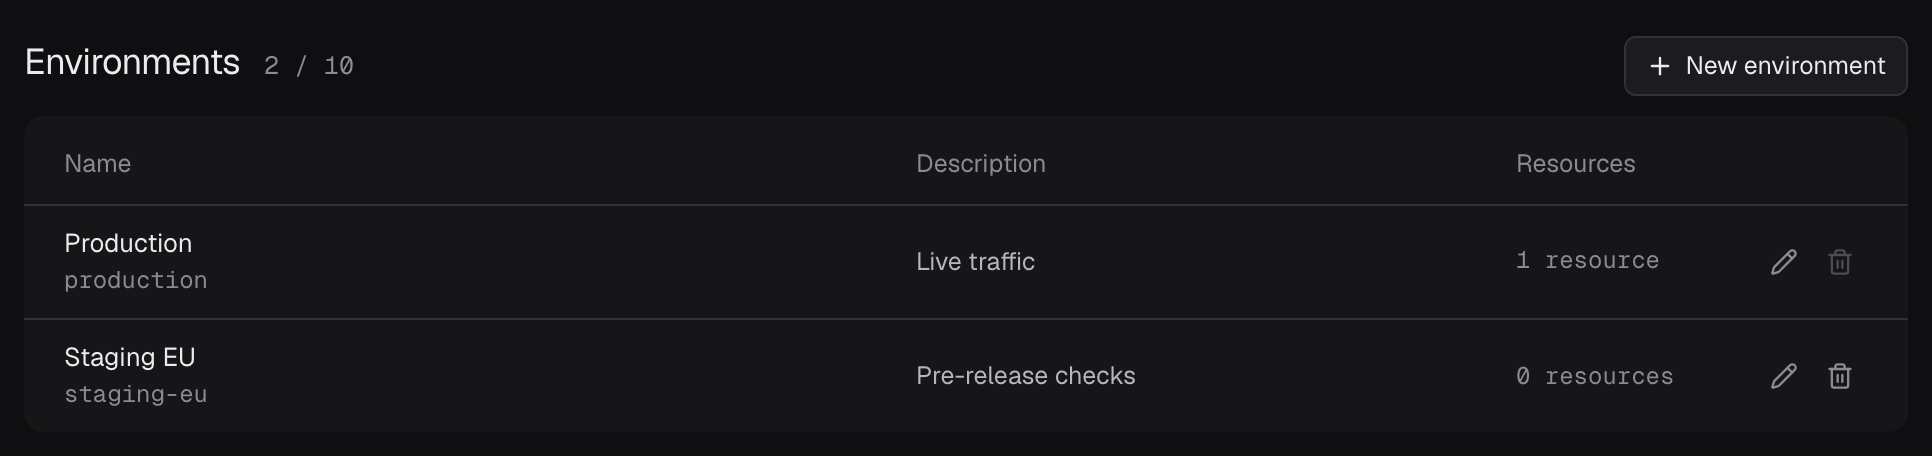 Environments 2 / 10
+ New environment
Name Description Resources
Production
production
Live traffic
1 resource
Staging EU
staging-eu
Pre-release checks
0 resources